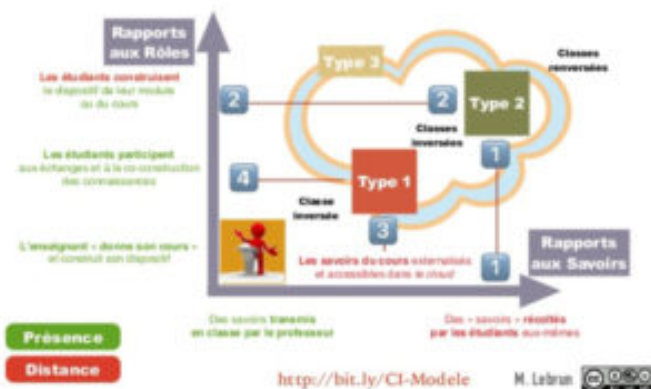 Rapports
aux Rôles
Les étudiants construisent
le dispositif de leur module
ou du cours
Les étudiants participent
aux échanges et à la co-construction
des connaissances
L'enseignant « donne son cours »
et construit son dispositif
Type 3
Classes
renversées
2
2
Type 2
Classes
inversées
1
4
Type 1
Classe
inversée
3
Les savoirs du cours externalisés
et accessibles dans le cloud
1
Rapports
aux Savoirs
Des savoirs transmis
en classe par le professeur
Des « savoirs » récoltés
par les étudiants eux-mêmes
Présence
Distance
http://bit.ly/CI-Modele
M. Lebrun
cc